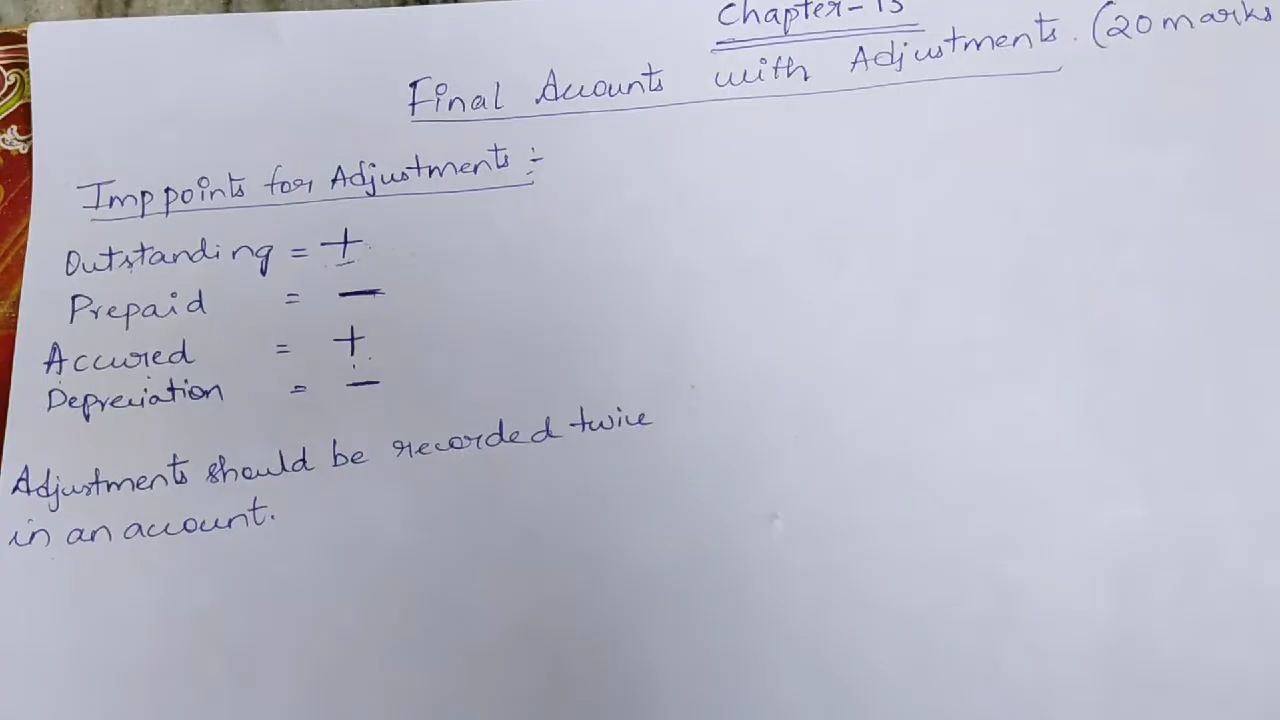 Chapter-13
Final Accounts with Adjustments. (20 marks
Imp points for Adjustments :-
Outstanding = +
Prepaid = -
Accured = +
Depreciation = -
Adjustments should be recorded twice
in an account.